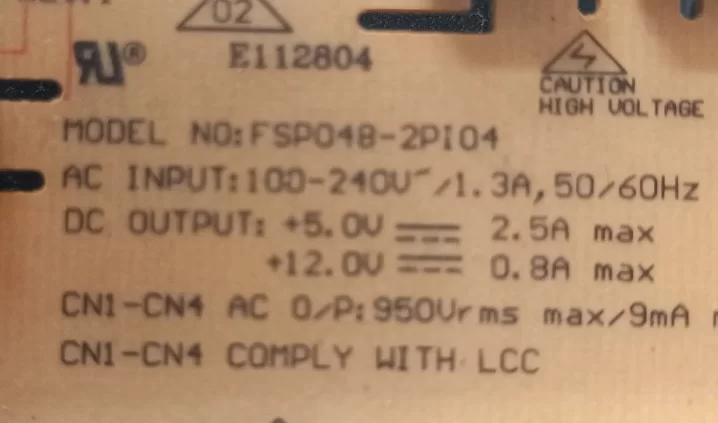 02
E112804
CAUTION
HIGH VOLTAGE
MODEL NO:FSP048-2PI04
AC INPUT:100-240V~/1.3A,50/60Hz
DC OUTPUT: +5.0V ⎓ 2.5A max
+12.0V ⎓ 0.8A max
CN1-CN4 AC O/P:950Vrms max/9mA
CN1-CN4 COMPLY WITH LCC